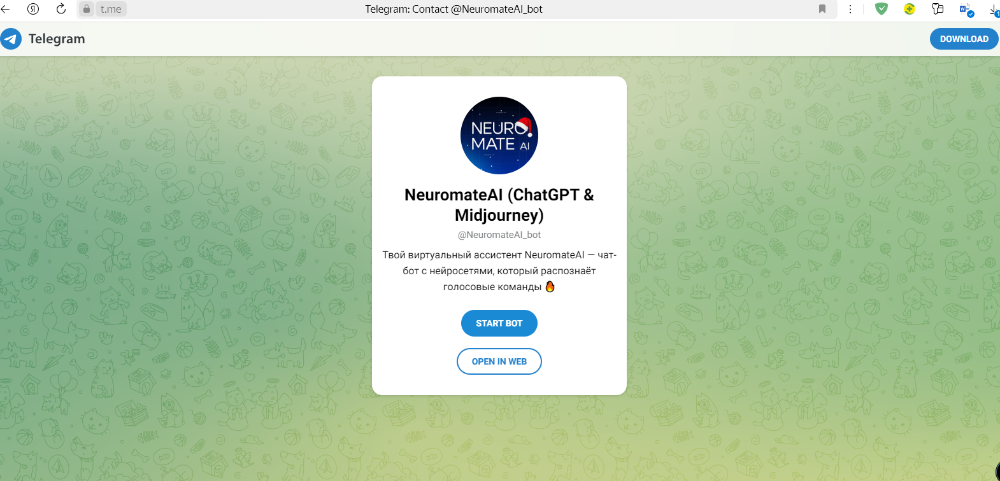 Я
t.me
Telegram: Contact @NeuromateAI_bot
Telegram
DOWNLOAD
NEURO
MATE AI
NeuromateAI (ChatGPT &
Midjourney)
@NeuromateAI_bot
Твой виртуальный ассистент NeuromateAI — чат-
бот с нейросетями, который распознаёт
голосовые команды 🔥
START BOT
OPEN IN WEB